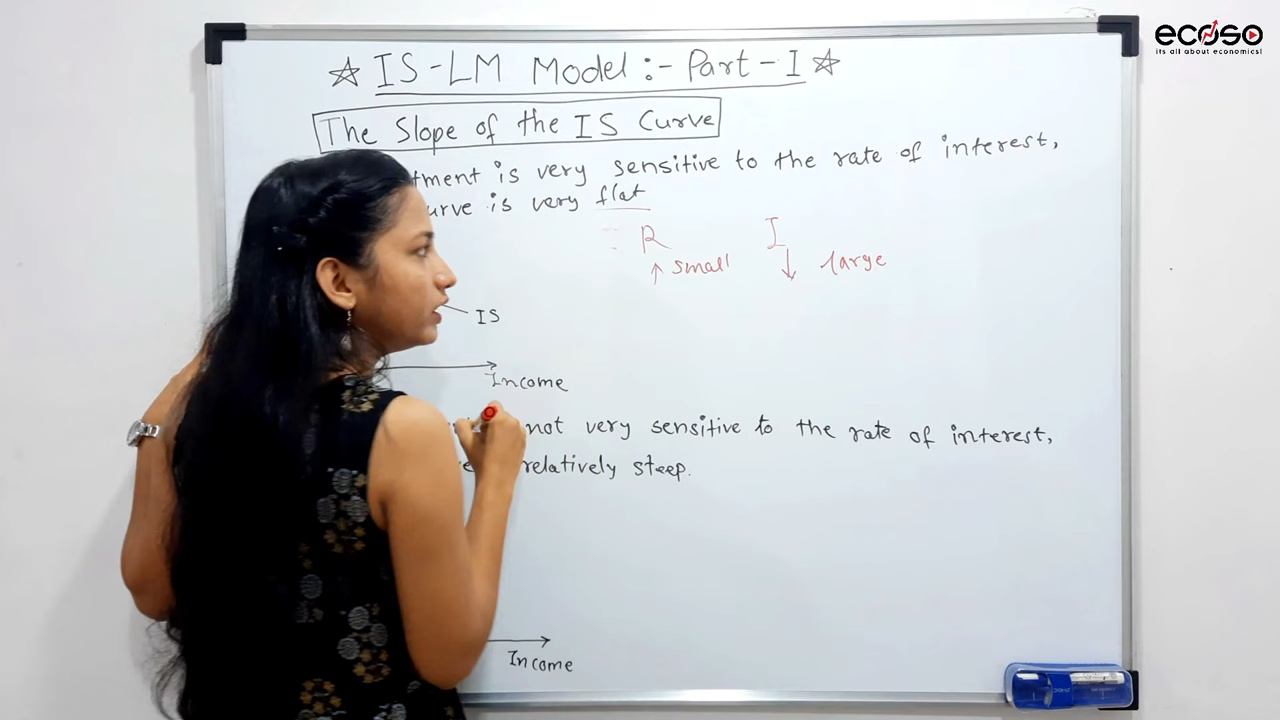 ecoso
its all about economics!
☆ IS-LM Model :- Part-I ☆
The Slope of the IS Curve
is very sensitive to the rate of interest,
is very flat
R I
↑ small ↓ large
IS
Income
not very sensitive to the rate of interest,
relatively steep.
Income